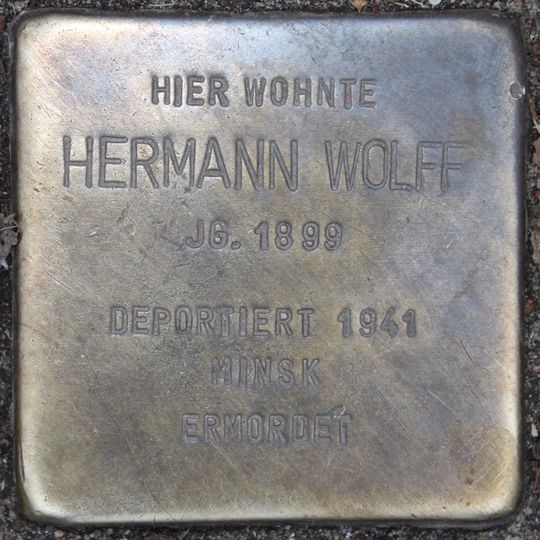 HIER WOHNTE
HERMANN WOLFF
JG. 1899
DEPORTIERT 1941
MINSK
ERMORDET